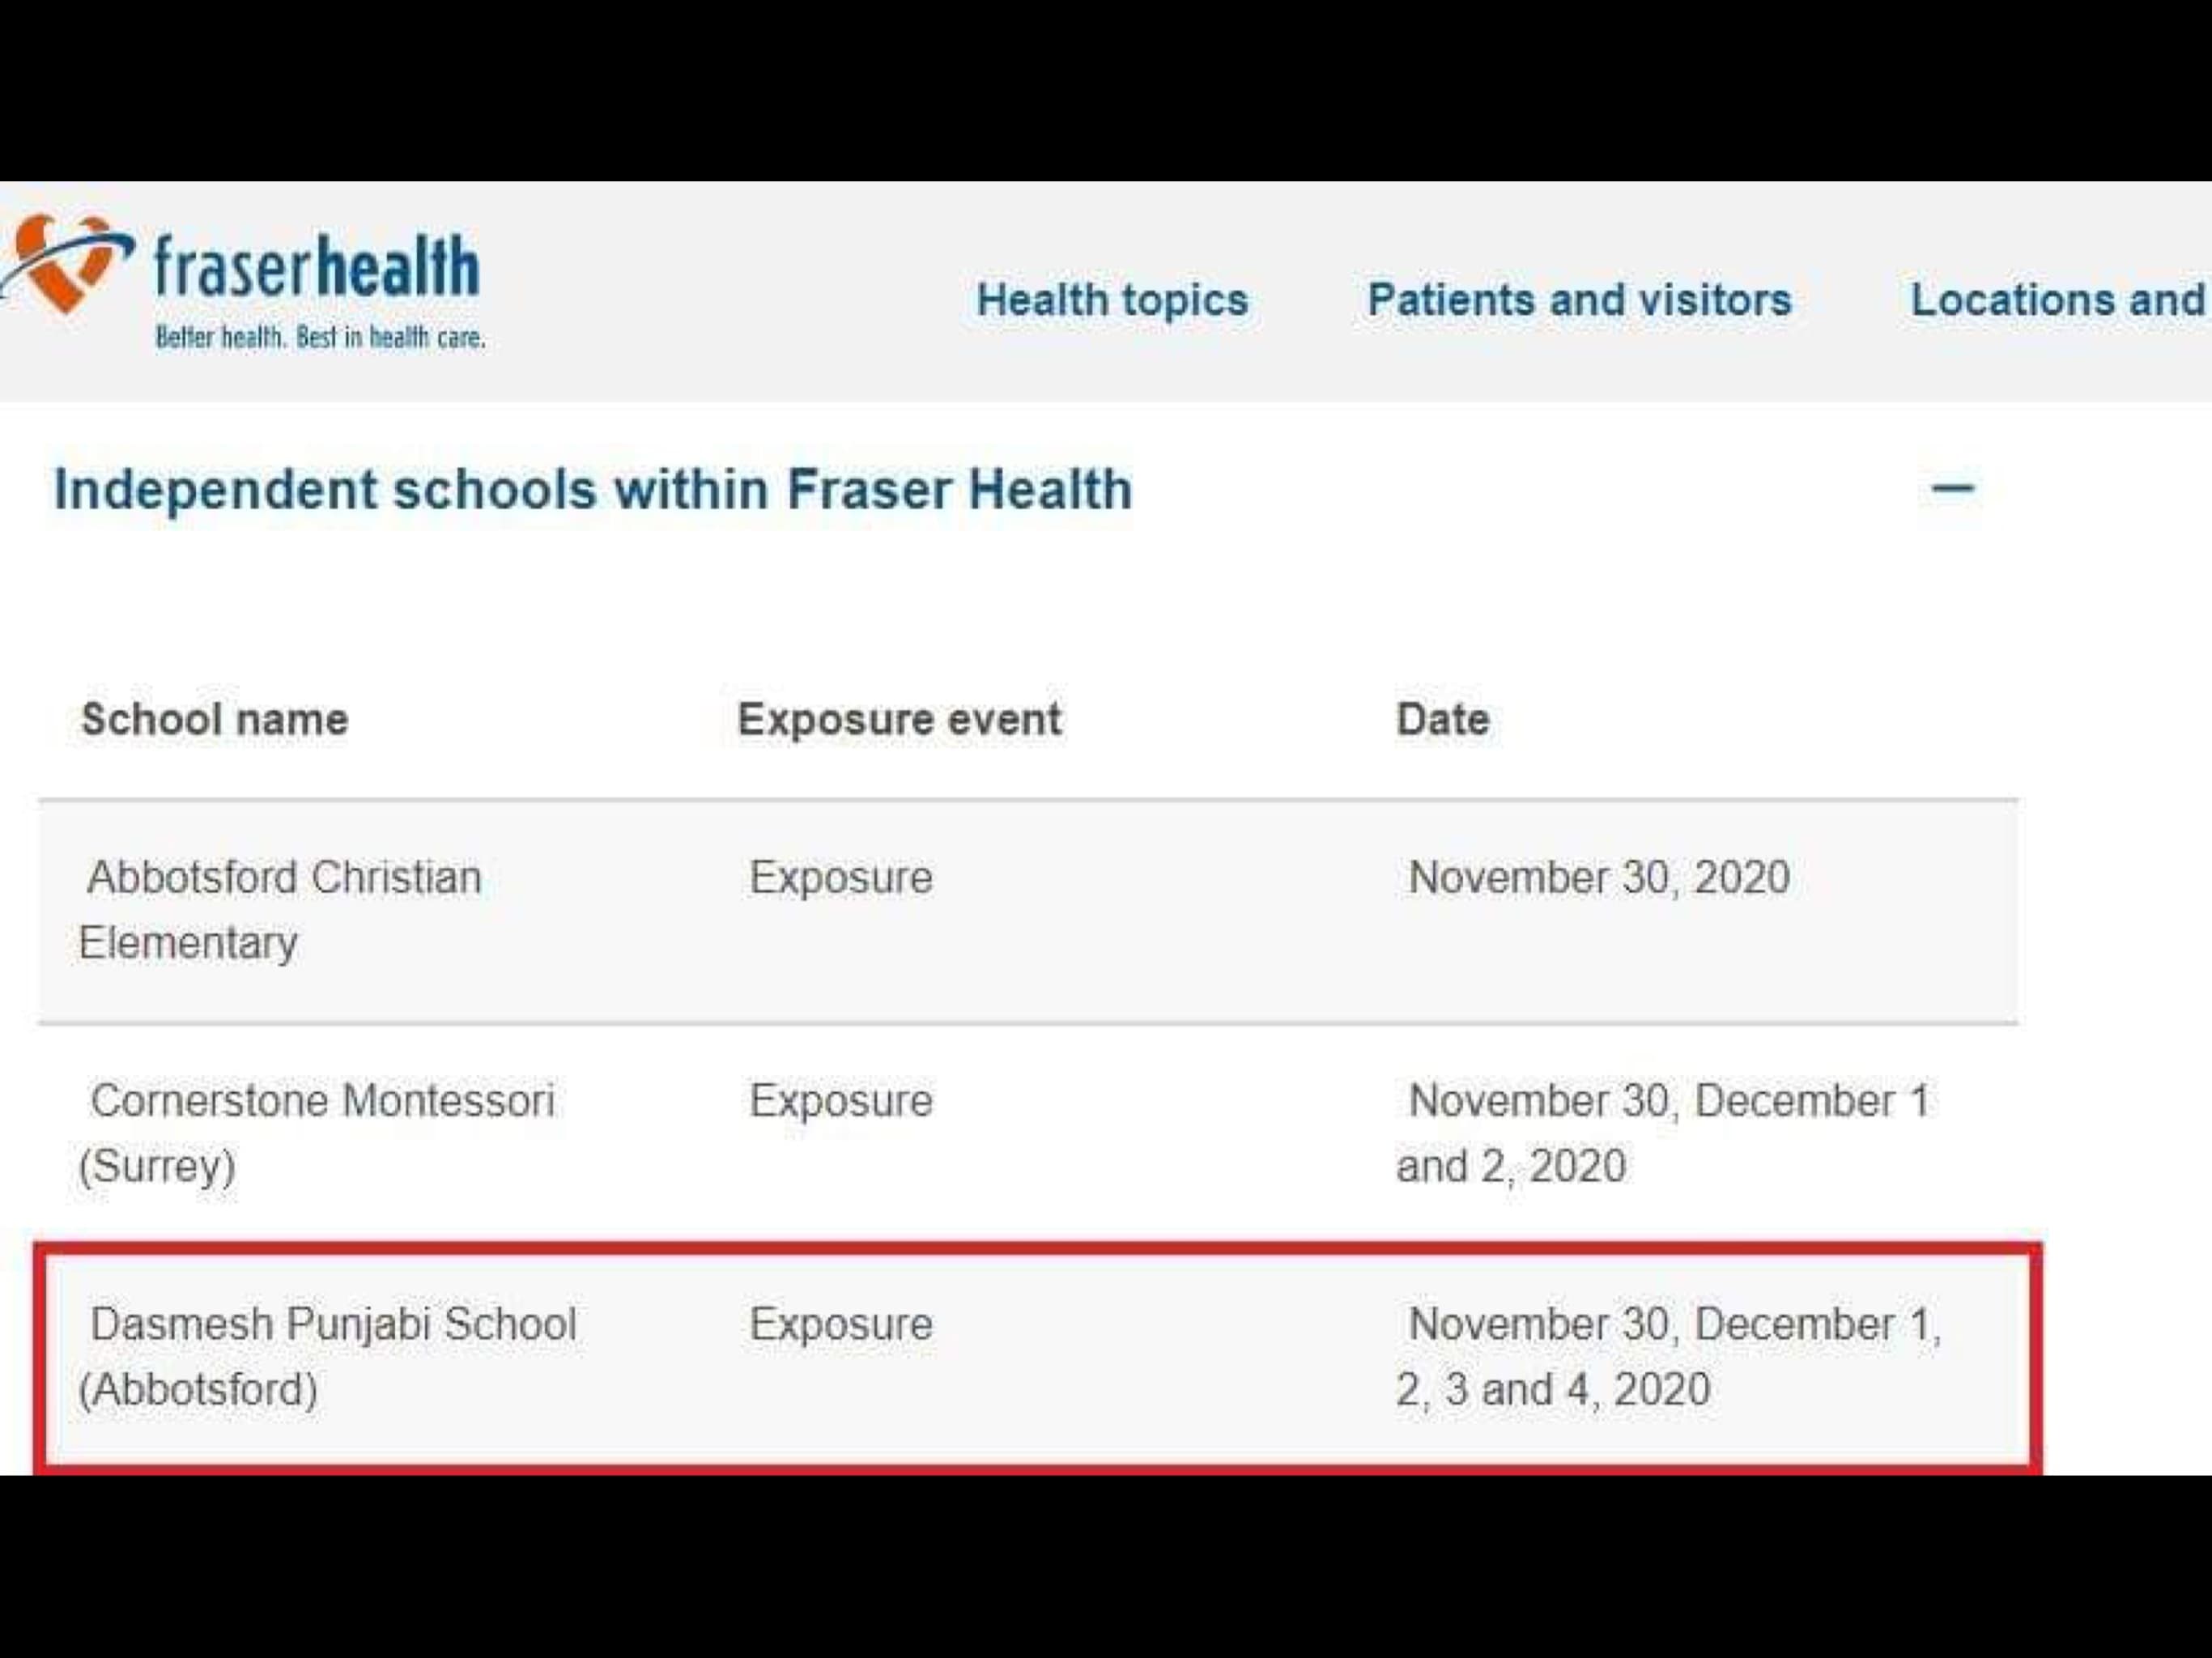 fraserhealth
Better health. Best in health care.
Health topics Patients and visitors Locations and
Independent schools within Fraser Health
School name Exposure event Date
Abbotsford Christian Exposure November 30, 2020
Elementary
Cornerstone Montessori Exposure November 30, December 1
(Surrey) and 2, 2020
Dasmesh Punjabi School Exposure November 30, December 1,
(Abbotsford) 2, 3 and 4, 2020